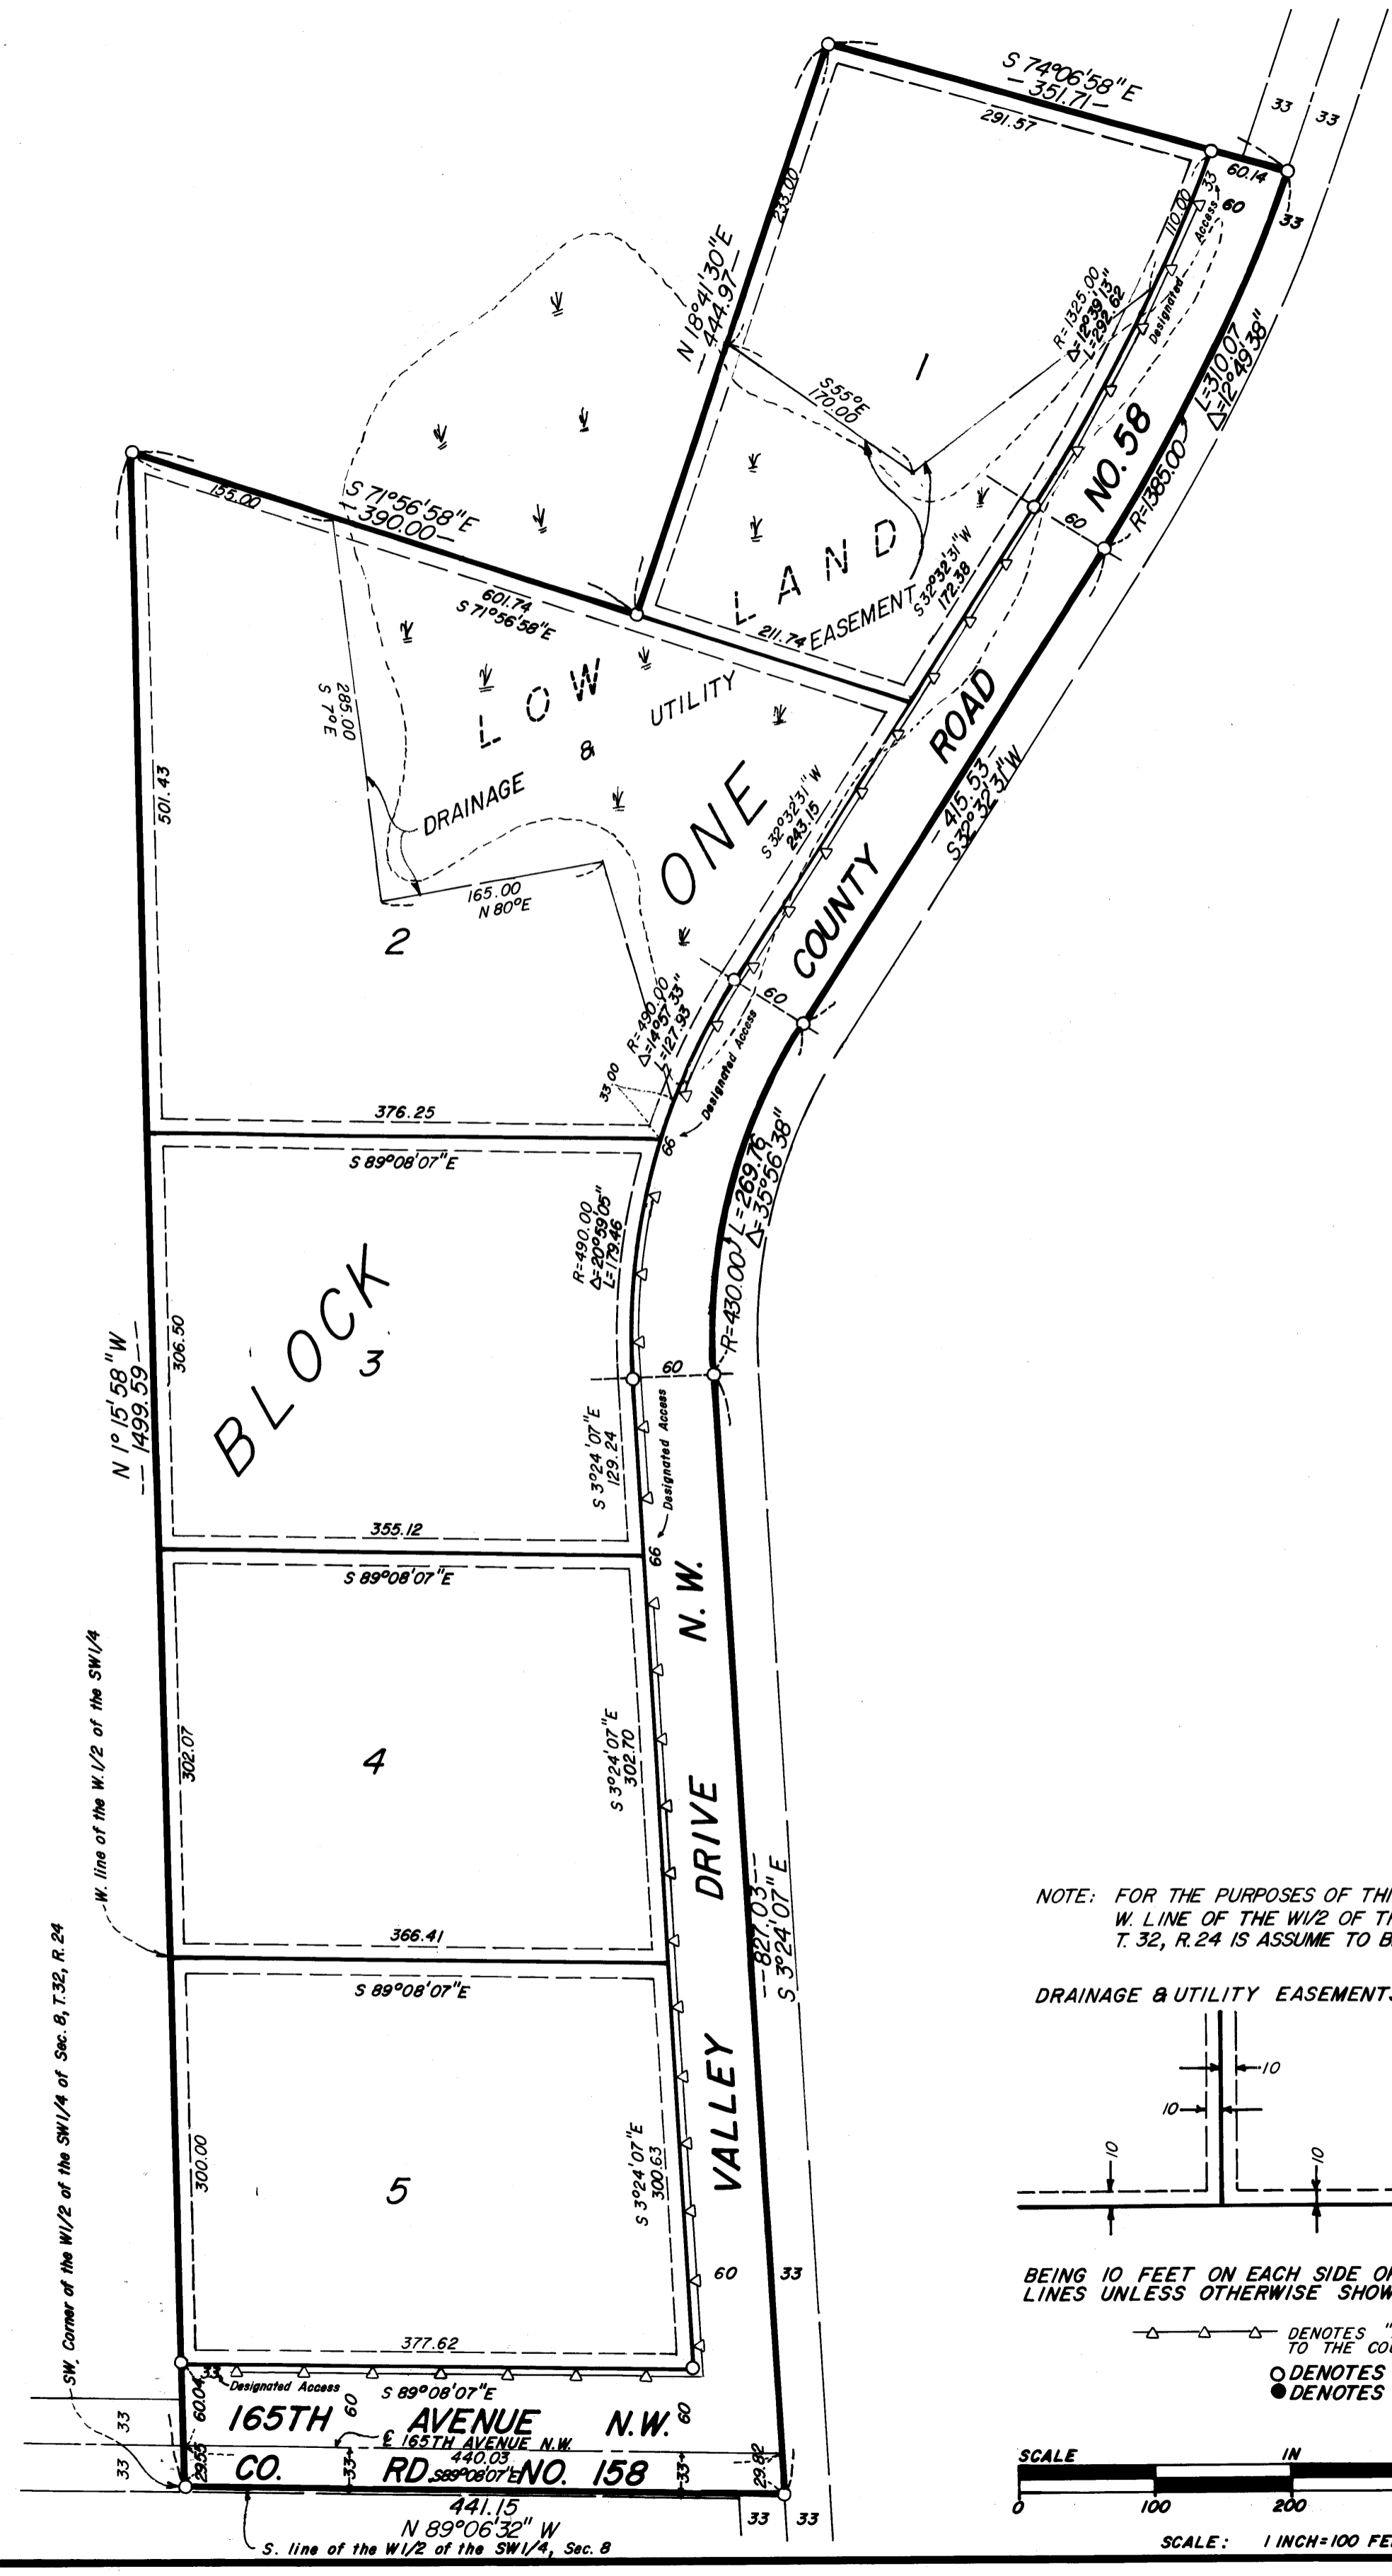 S 74°06'58"E
— 351.71 —
291.57
33
33
60.14
33
60
33
Access
110.00
Designated
233.00
N 18°41'30"E
— 444.97 —
R=1325.00
Δ=12°39'13"
L=292.62
1
L=310.07
Δ=12°49'38"
R=1385.00
S55°E
170.00
NO. 58
60
155.00
S 71°56'58"E
— 390.00 —
601.74
S 71°56'58"E
LAND
S32°32'31"W
172.38
211.74
EASEMENT
LOW
UTILITY
&
DRAINAGE
285.00
S 7°E
501.43
ROAD
— 415.53 —
S32°32'31"W
ONE
S32°32'31"W
243.15
COUNTY
165.00
N 80°E
2
60
R=490.00
Δ=14°57'33"
L=127.93
33.00
Designated Access
376.25
66
S 89°08'07"E
L=269.76
Δ=35°56'38"
R=430.00
R=490.00
Δ=20°59'05"
L=179.46
BLOCK
3
306.50
N 1°15'58"W
— 1499.59 —
60
Designated Access
S 3°24'07"E
129.24
355.12
66
S 89°08'07"E
N. W.
W. line of the W.1/2 of the SW1/4
302.07
4
S 3°24'07"E
302.70
DRIVE
--827.03--
S 3°24'07"E
366.41
S 89°08'07"E
SW. Corner of the W1/2 of the SW1/4 of Sec. 8, T.32, R.24
300.00
5
S 3°24'07"E
300.63
VALLEY
60
33
377.62
33
Designated Access
S 89°08'07"E
60.04
60
60
165TH AVENUE N.W.
℄ 165TH AVENUE N.W.
440.03
33
33
29.55
33
33
29.82
CO. RD. S89°08'07"E NO. 158
441.15
N 89°06'32" W
33
33
S. line of the W1/2 of the SW1/4, Sec. 8
NOTE: FOR THE PURPOSES OF THI
W. LINE OF THE W1/2 OF TH
T. 32, R.24 IS ASSUME TO B
DRAINAGE & UTILITY EASEMENTS
10
10
10
10
BEING 10 FEET ON EACH SIDE OF
LINES UNLESS OTHERWISE SHOW
DENOTES "
TO THE COU
DENOTES
DENOTES
SCALE IN
0 100 200
SCALE: 1 INCH=100 FEE